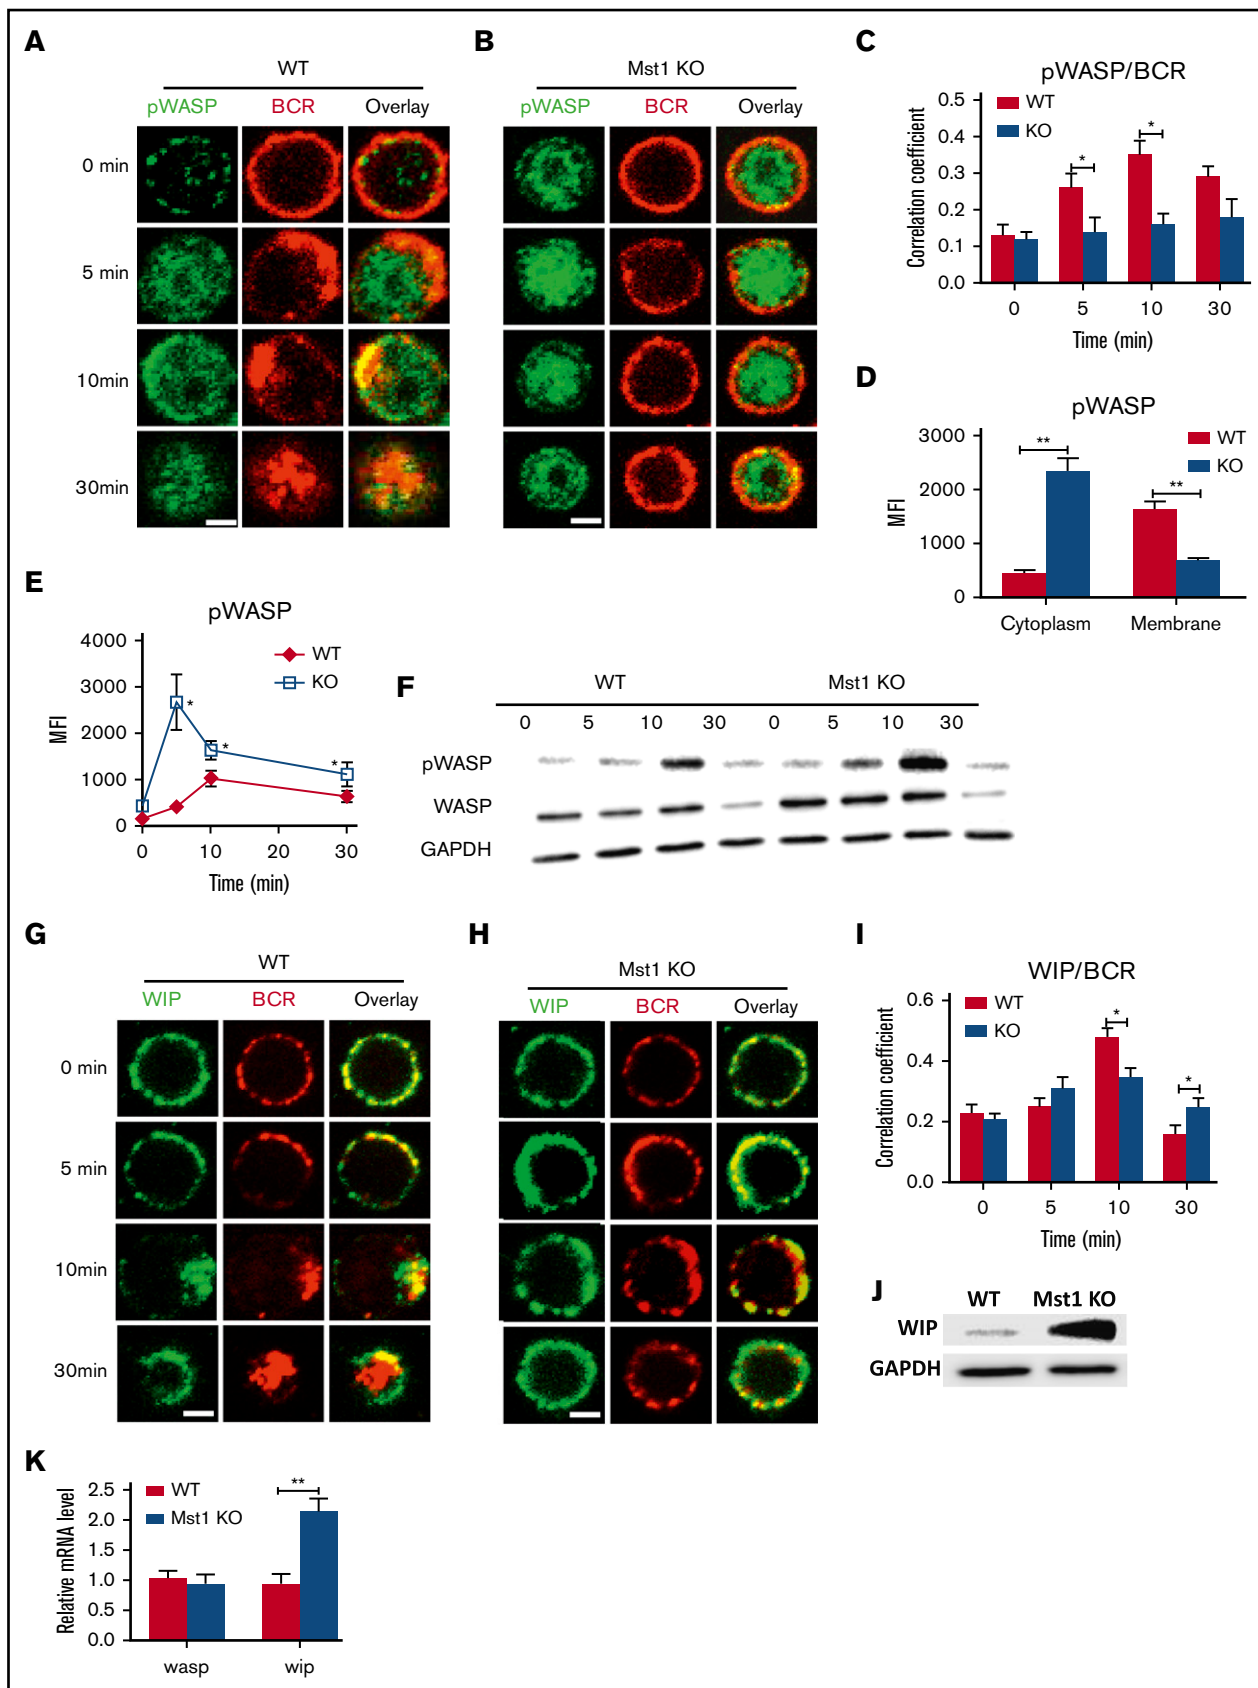 A
WT
pWASP BCR Overlay
0 min
5 min
10min
30min
B
Mst1 KO
pWASP BCR Overlay
C
pWASP/BCR
Correlation coefficient
0.5
0.4
0.3
0.2
0.1
0.0
WT
KO
* *
0 5 10 30
Time (min)
D
pWASP
MFI
3000
2000
1000
0
WT
KO
** **
Cytoplasm Membrane
E
pWASP
MFI
4000
3000
2000
1000
0
WT
KO
* * *
0 10 20 30
Time (min)
F
WT Mst1 KO
0 5 10 30 0 5 10 30
pWASP
WASP
GAPDH
G
WT
WIP BCR Overlay
0 min
5 min
10min
30min
H
Mst1 KO
WIP BCR Overlay
I
WIP/BCR
Correlation coefficient
0.6
0.4
0.2
0.0
WT
KO
* *
0 5 10 30
Time (min)
J
WT Mst1 KO
WIP
GAPDH
K
Relative mRNA level
2.5
2.0
1.5
1.0
0.5
0.0
WT
Mst1 KO
**
wasp wip